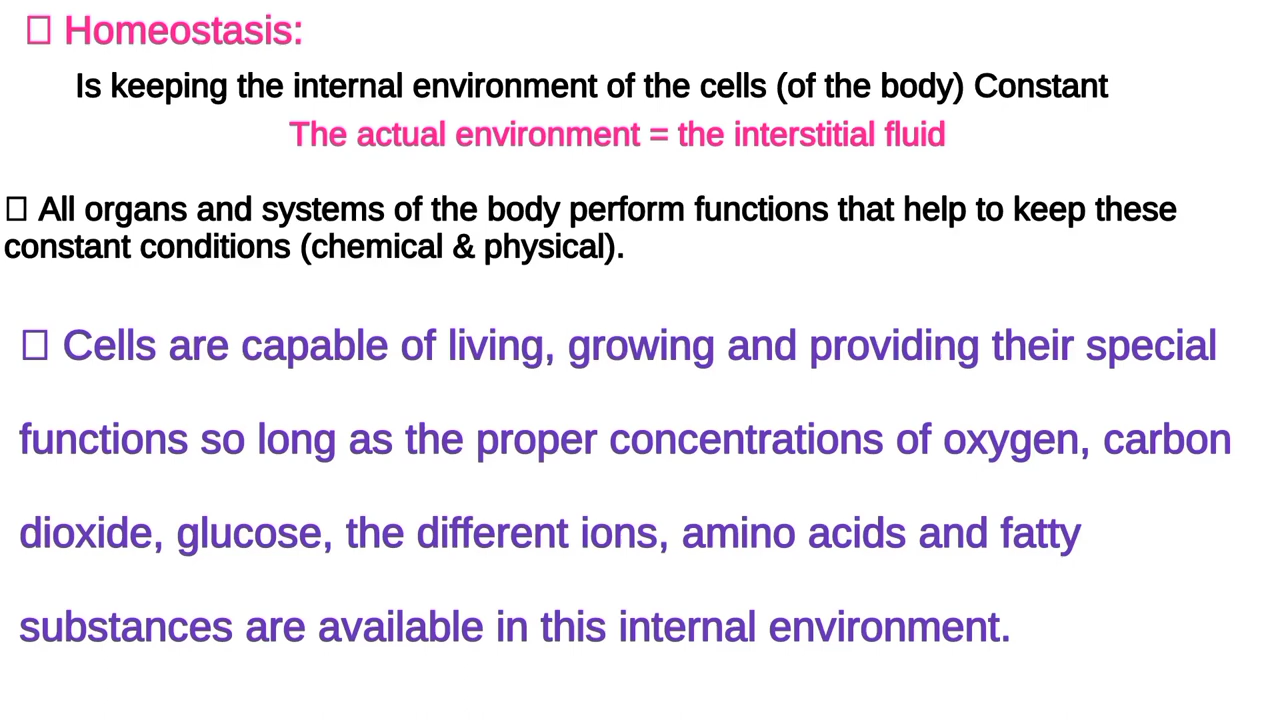 □ Homeostasis:
Is keeping the internal environment of the cells (of the body) Constant
The actual environment = the interstitial fluid
□ All organs and systems of the body perform functions that help to keep these
constant conditions (chemical & physical).
□ Cells are capable of living, growing and providing their special
functions so long as the proper concentrations of oxygen, carbon
dioxide, glucose, the different ions, amino acids and fatty
substances are available in this internal environment.